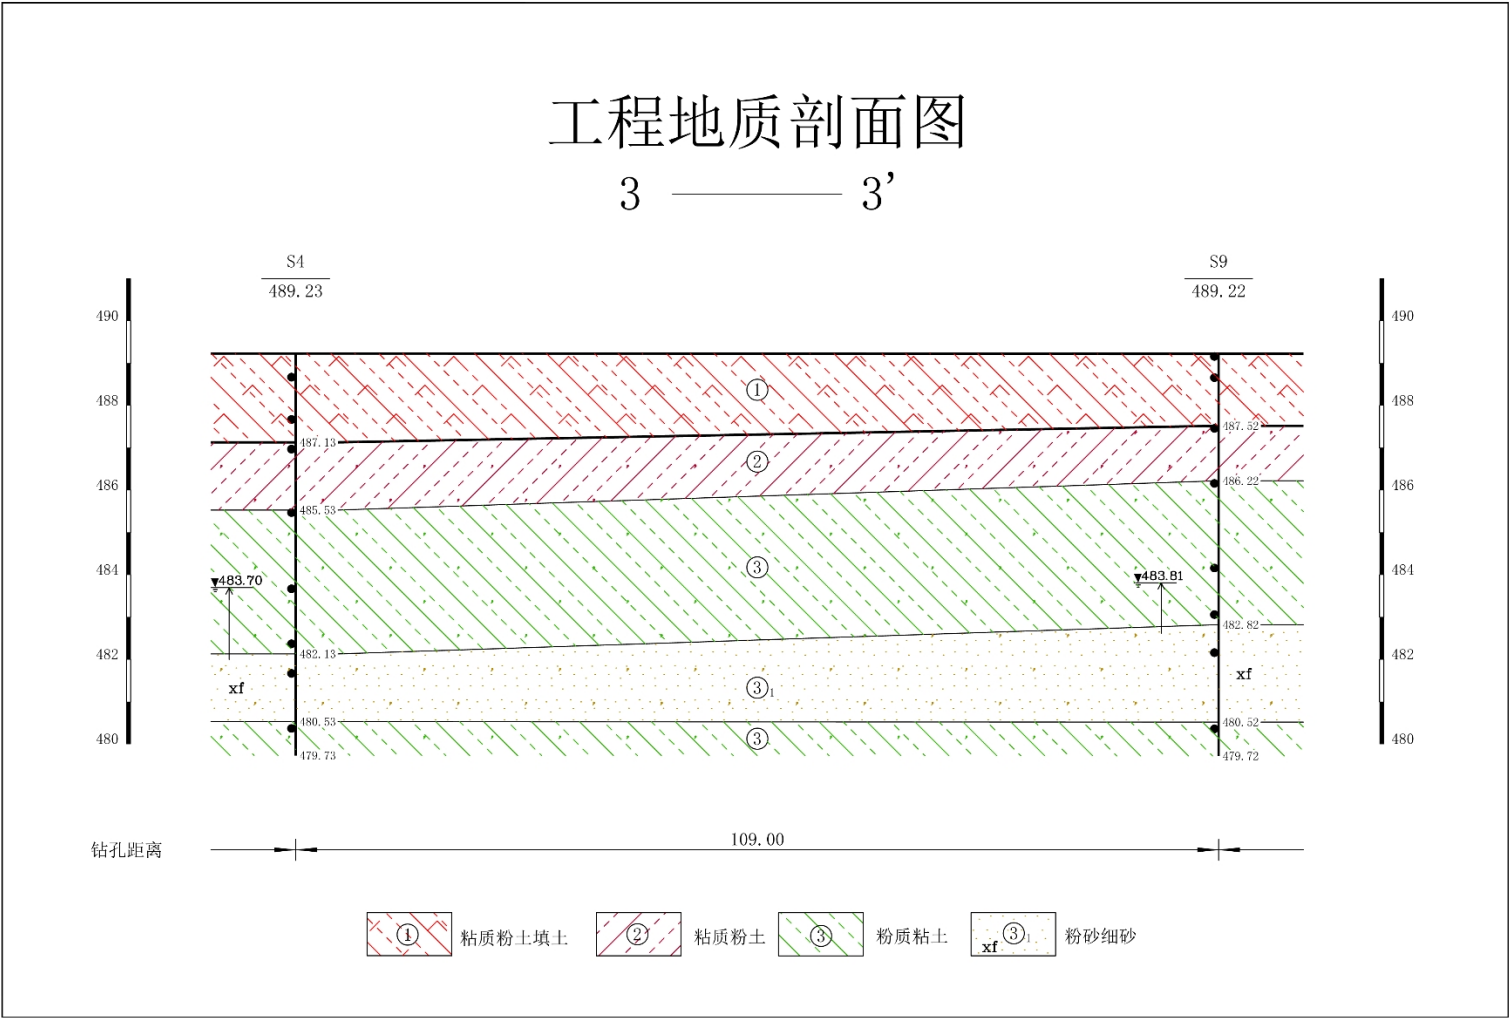 工程地质剖面图
3 ——— 3’
S4 S9
489.23 489.22
490 490
488 ① 488
487.13 487.52
②
486 486.22 486
485.53
484 ③ 484
▼483.70 ▼483.81
482.82
482 482.13 482
xf ③1 xf
480.53 480.52
480 ③ 480
479.73 479.72
钻孔距离 109.00
① 粘质粉土填土 ② 粘质粉土 ③ 粉质粘土 xf ③1 粉砂细砂